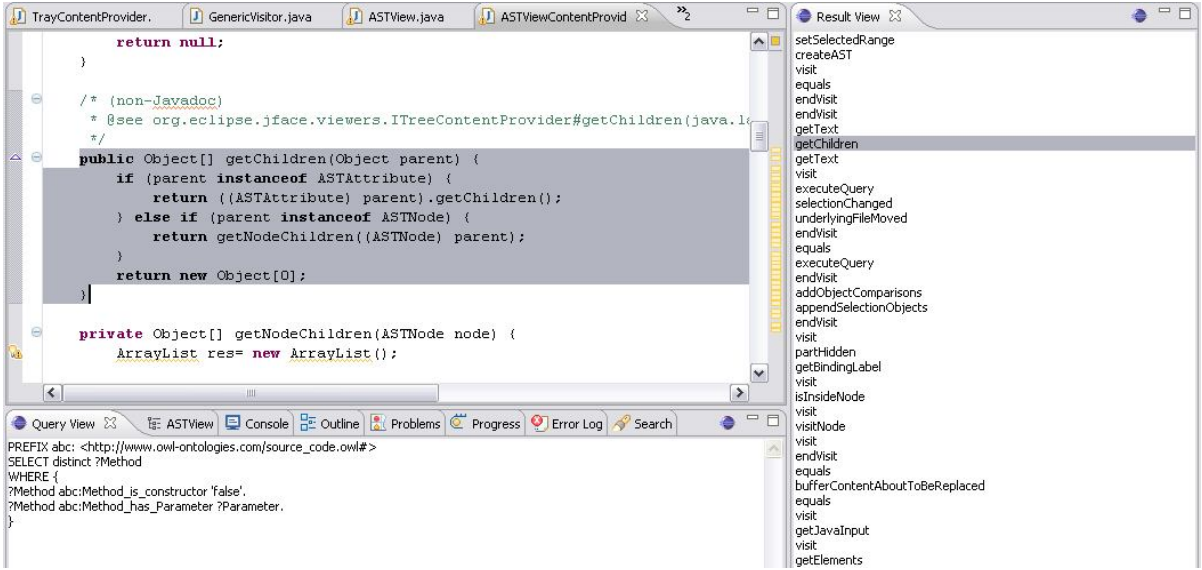 TrayContentProvider.
GenericVisitor.java
ASTView.java
ASTViewContentProvid
»2
return null;
}
/* (non-Javadoc)
* @see org.eclipse.jface.viewers.ITreeContentProvider#getChildren(java.la
*/
public Object[] getChildren(Object parent) {
if (parent instanceof ASTAttribute) {
return ((ASTAttribute) parent).getChildren();
} else if (parent instanceof ASTNode) {
return getNodeChildren((ASTNode) parent);
}
return new Object[0];
}
private Object[] getNodeChildren(ASTNode node) {
ArrayList res= new ArrayList();
Query View
ASTView
Console
Outline
Problems
Progress
Error Log
Search
PREFIX abc: <http://www.owl-ontologies.com/source_code.owl#>
SELECT distinct ?Method
WHERE {
?Method abc:Method_is_constructor 'false'.
?Method abc:Method_has_Parameter ?Parameter.
}
Result View
setSelectedRange
createAST
visit
equals
endVisit
endVisit
getText
getChildren
getText
visit
executeQuery
selectionChanged
underlyingFileMoved
endVisit
equals
executeQuery
endVisit
addObjectComparisons
appendSelectionObjects
endVisit
visit
partHidden
getBindingLabel
visit
isInsideNode
visit
visitNode
visit
endVisit
equals
bufferContentAboutToBeReplaced
equals
visit
getJavaInput
visit
getElements